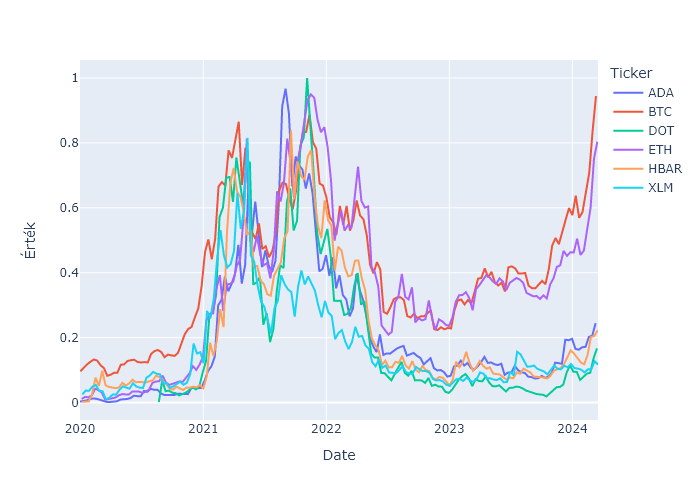 Ticker
ADA
BTC
DOT
ETH
HBAR
XLM
Érték
1
0.8
0.6
0.4
0.2
0
2020
2021
2022
2023
2024
Date